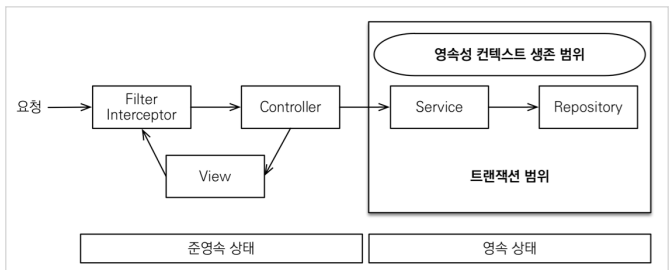 영속성 컨텍스트 생존 범위
요청
Filter
Interceptor
Controller
Service
Repository
View
트랜잭션 범위
준영속 상태
영속 상태